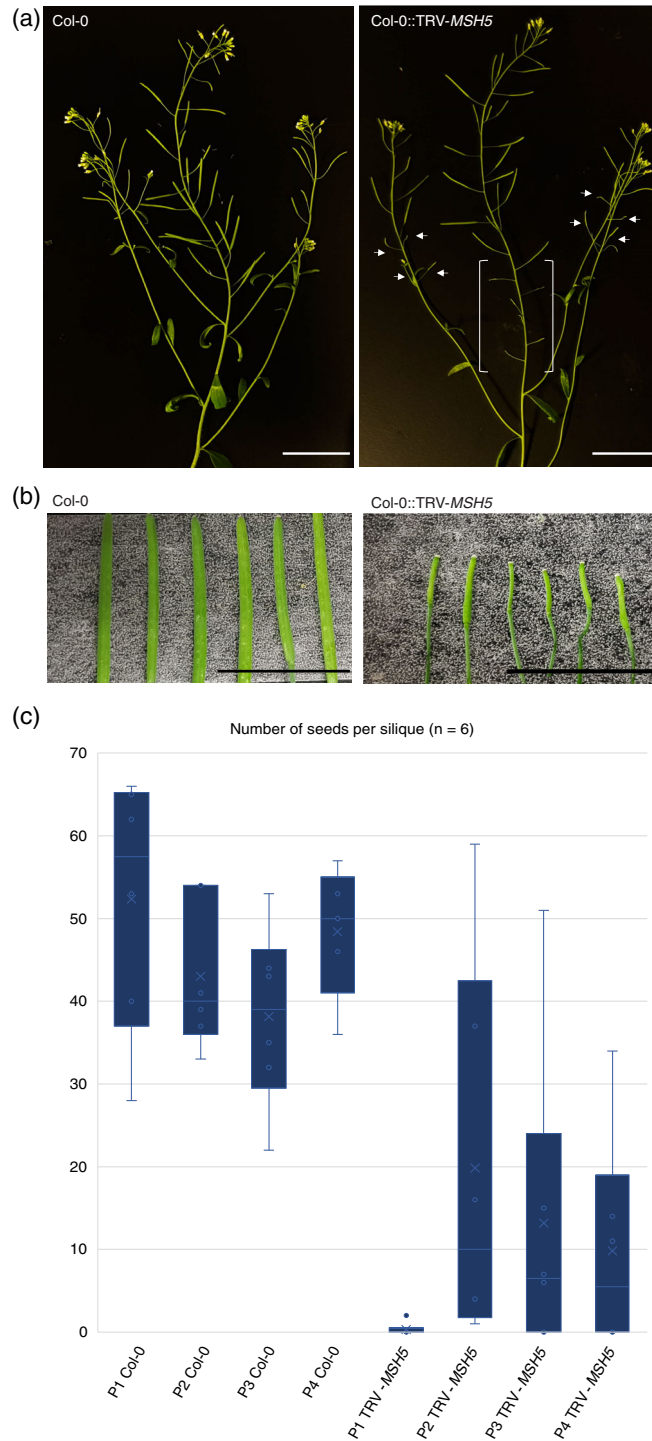 (a)
Col-0
Col-0::TRV-MSH5
(b)
Col-0
Col-0::TRV-MSH5
(c)
Number of seeds per silique (n = 6)
70
60
50
40
30
20
10
0
P1 Col-0
P2 Col-0
P3 Col-0
P4 Col-0
P1 TRV - MSH5
P2 TRV - MSH5
P3 TRV - MSH5
P4 TRV - MSH5